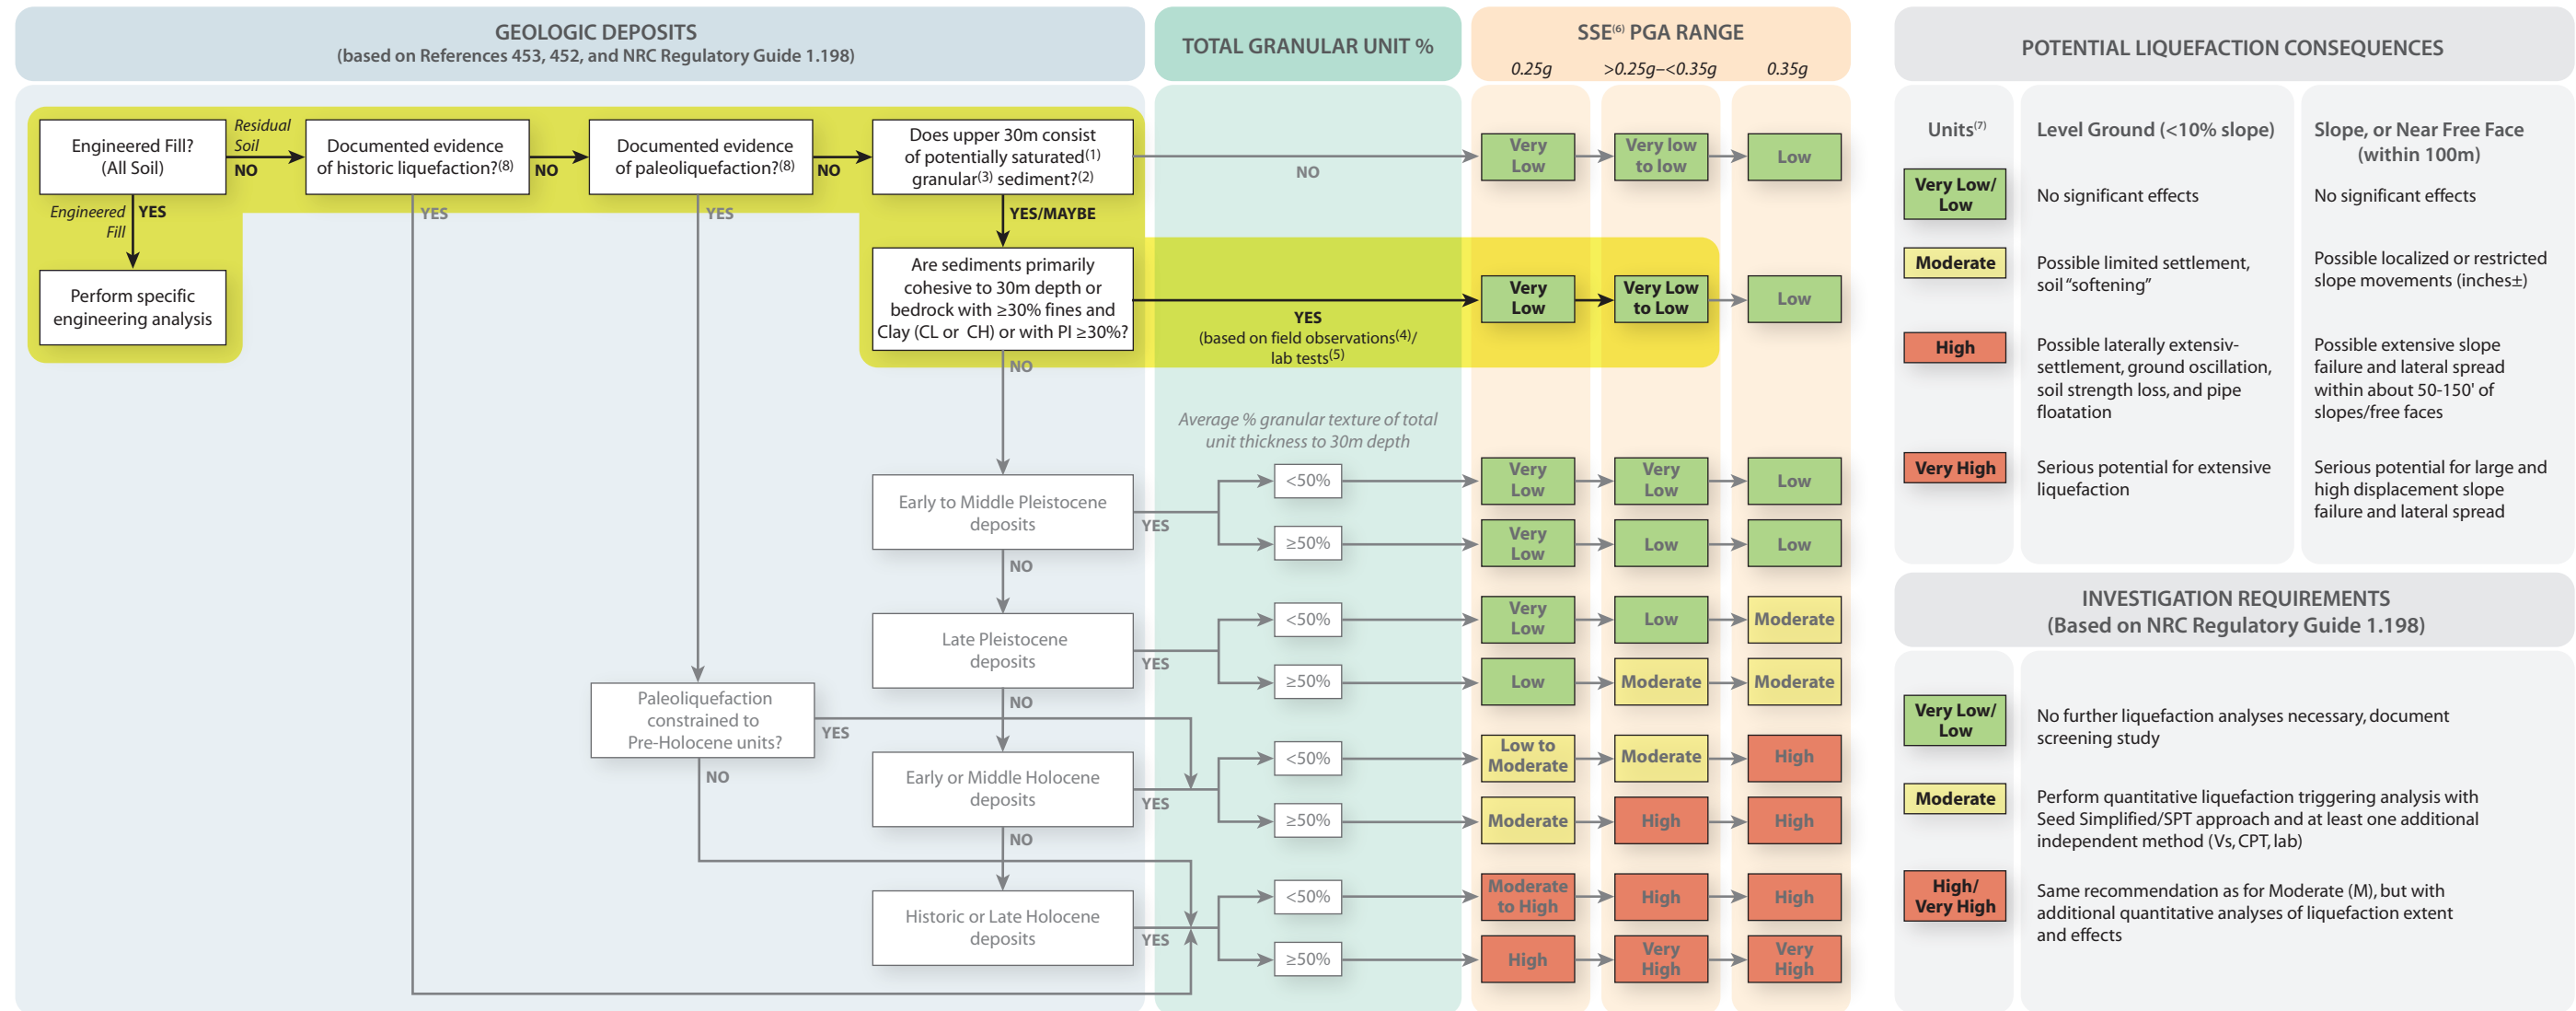 GEOLOGIC DEPOSITS
(based on References 453, 452, and NRC Regulatory Guide 1.198)
TOTAL GRANULAR UNIT %
SSE(6) PGA RANGE
0.25g
>0.25g–<0.35g
0.35g
Engineered Fill?
(All Soil)
Residual
Soil
NO
Documented evidence
of historic liquefaction?(8)
NO
Documented evidence
of paleoliquefaction?(8)
NO
Does upper 30m consist
of potentially saturated(1)
granular(3) sediment?(2)
NO
Very
Low
Very low
to low
Low
Engineered
Fill
YES
YES
YES
YES/MAYBE
Perform specific
engineering analysis
Are sediments primarily
cohesive to 30m depth or
bedrock with ≥30% fines and
Clay (CL or CH) or with PI ≥30%?
YES
(based on field observations(4)/
lab tests(5)
Very
Low
Very Low
to Low
Low
NO
Average % granular texture of total
unit thickness to 30m depth
Early to Middle Pleistocene
deposits
YES
<50%
Very
Low
Very
Low
Low
≥50%
Very
Low
Low
Low
NO
Late Pleistocene
deposits
YES
<50%
Very
Low
Low
Moderate
≥50%
Low
Moderate
Moderate
NO
Paleoliquefaction
constrained to
Pre-Holocene units?
YES
NO
Early or Middle Holocene
deposits
YES
<50%
Low to
Moderate
Moderate
High
≥50%
Moderate
High
High
NO
Historic or Late Holocene
deposits
YES
<50%
Moderate
to High
High
High
≥50%
High
Very
High
Very
High
POTENTIAL LIQUEFACTION CONSEQUENCES
Units(7)
Level Ground (<10% slope)
Slope, or Near Free Face
(within 100m)
Very Low/
Low
No significant effects
No significant effects
Moderate
Possible limited settlement,
soil “softening”
Possible localized or restricted
slope movements (inches±)
High
Possible laterally extensiv-
settlement, ground oscillation,
soil strength loss, and pipe
floatation
Possible extensive slope
failure and lateral spread
within about 50-150' of
slopes/free faces
Very High
Serious potential for extensive
liquefaction
Serious potential for large and
high displacement slope
failure and lateral spread
INVESTIGATION REQUIREMENTS
(Based on NRC Regulatory Guide 1.198)
Very Low/
Low
No further liquefaction analyses necessary, document
screening study
Moderate
Perform quantitative liquefaction triggering analysis with
Seed Simplified/SPT approach and at least one additional
independent method (Vs, CPT, lab)
High/
Very High
Same recommendation as for Moderate (M), but with
additional quantitative analyses of liquefaction extent
and effects